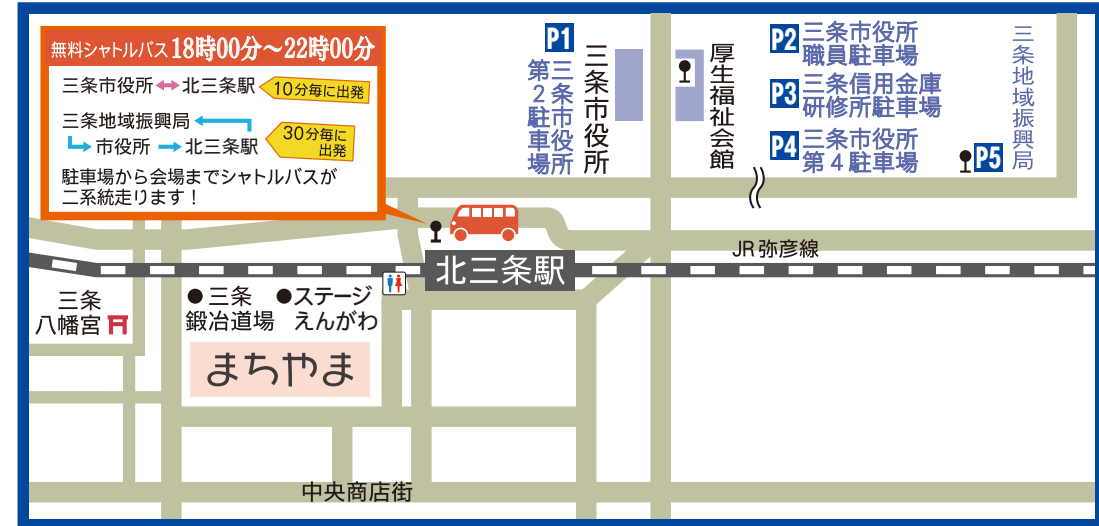 無料シャトルバス 18時00分〜22時00分
三条市役所 北三条駅 10分毎に出発
三条地域振興局
市役所 北三条駅
30分毎に
出発
駐車場から会場までシャトルバスが
二系統走ります！
P1
三条市役所
第2駐車場
三条市役所
厚生福祉会館
P2 三条市役所
職員駐車場
P3 三条信用金庫
研修所駐車場
P4 三条市役所
第4駐車場
P5
三条地域振興局
JR弥彦線
北三条駅
三条
八幡宮
●三条
鍛冶道場
●ステージ
えんがわ
まちやま
中央商店街